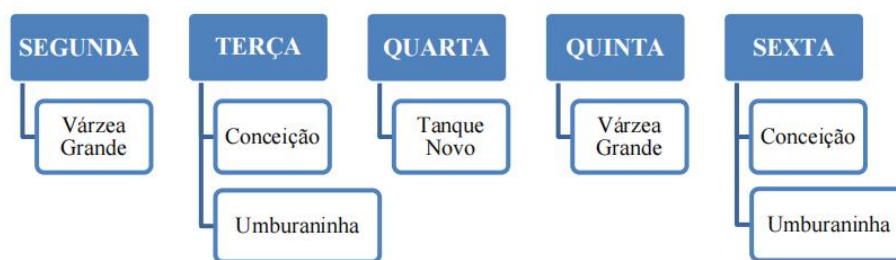 SEGUNDA
Várzea
Grande
TERÇA
Conceição
Umburaninha
QUARTA
Tanque
Novo
QUINTA
Várzea
Grande
SEXTA
Conceição
Umburaninha